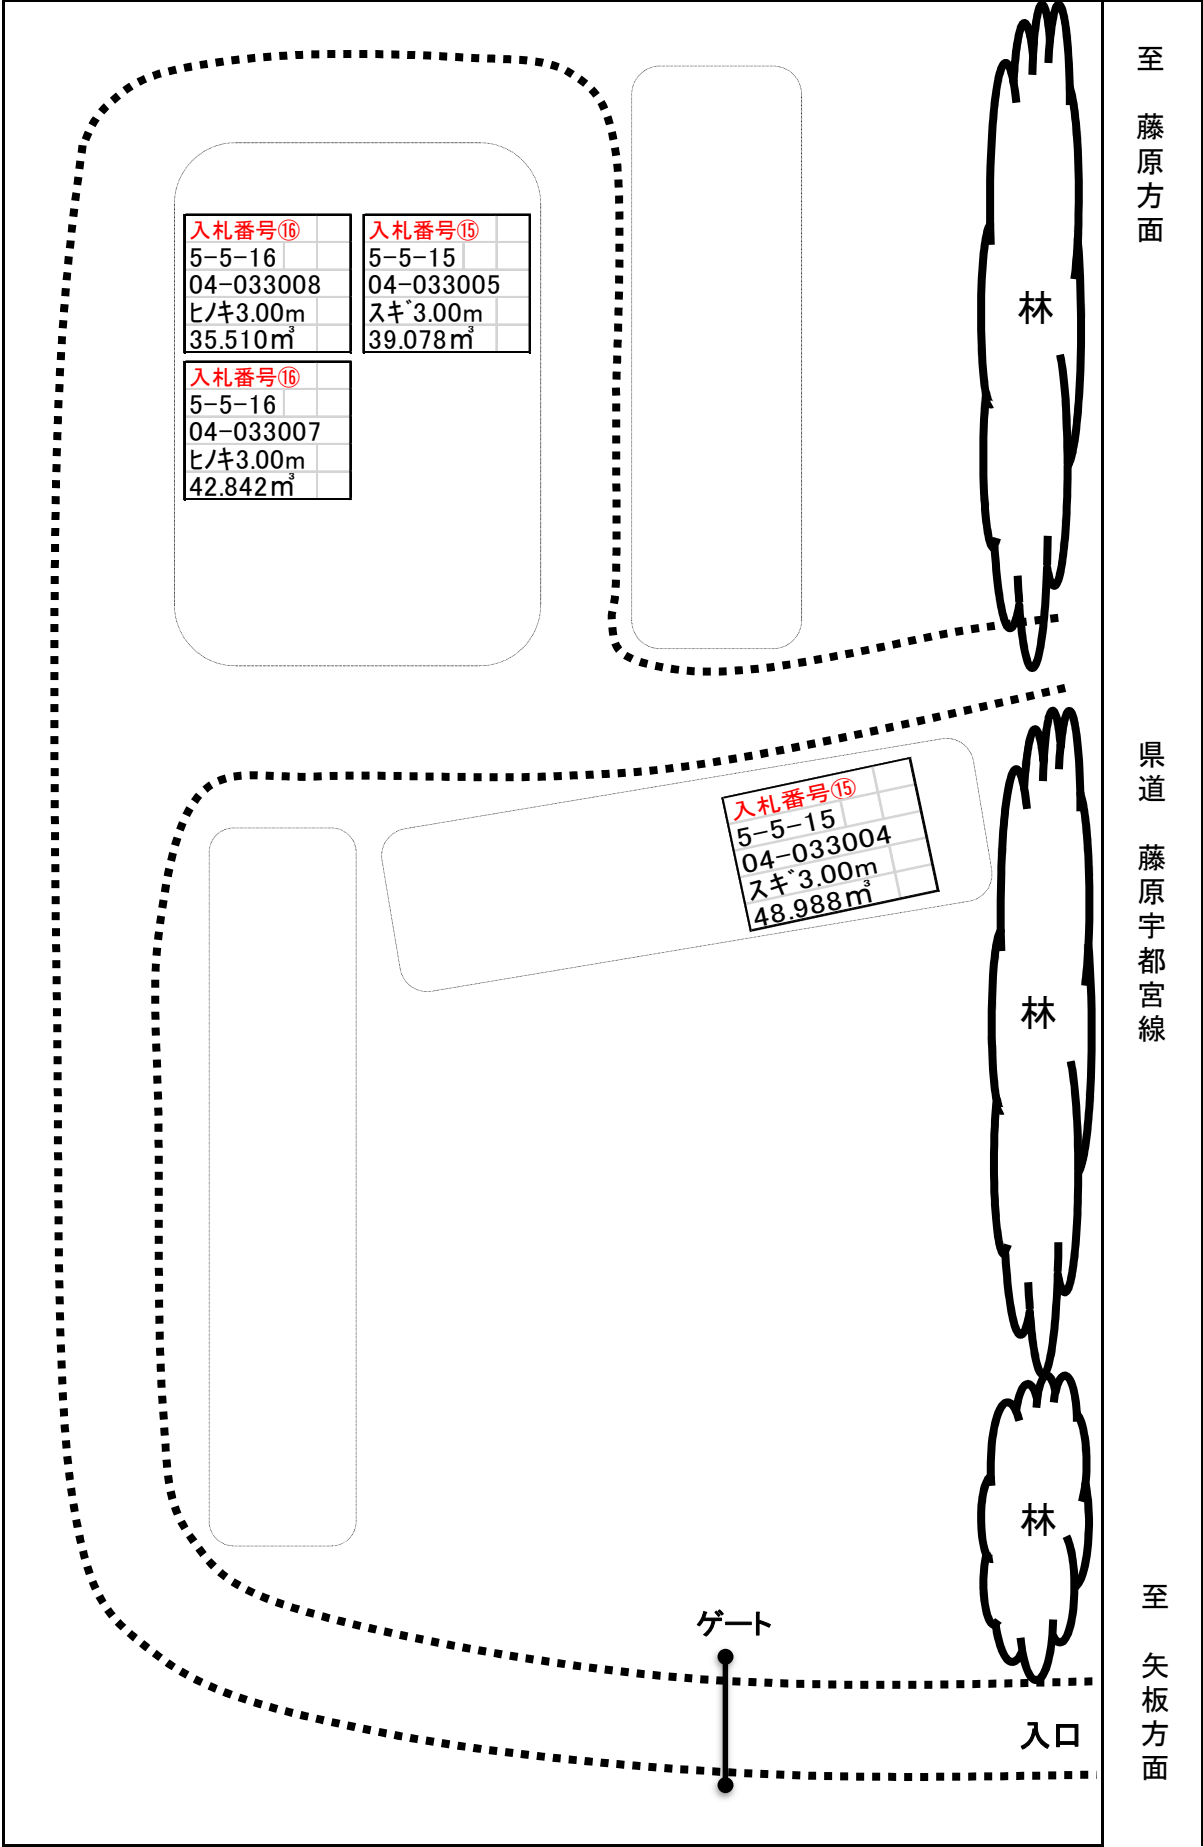 至 藤原方面
入札番号⑯
5-5-16
04-033008
ヒノキ3.00m
35.510㎥
入札番号⑮
5-5-15
04-033005
スギ3.00m
39.078㎥
林
入札番号⑯
5-5-16
04-033007
ヒノキ3.00m
42.842㎥
県道 藤原宇都宮線
入札番号⑮
5-5-15
04-033004
スギ3.00m
48.988㎥
林
林
至 矢板方面
ゲート
入口